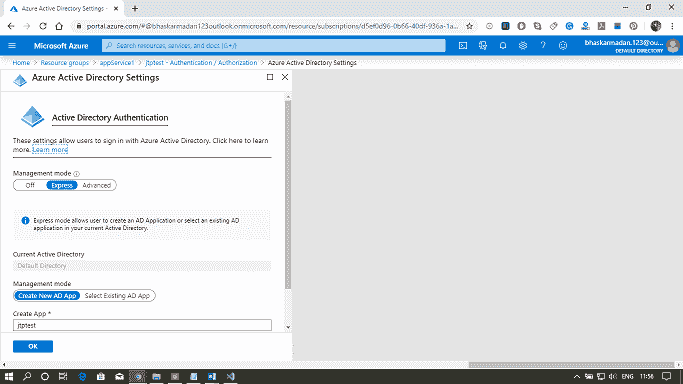 Azure Active Directory Settings -
portal.azure.com/#@bhaskarmadan123outlook.onmicrosoft.com/resource/subscriptions/d5ef0d96-0b66-40df-936a-1a...
Microsoft Azure
Search resources, services, and docs (G+/)
bhaskarmadan.123@ou...
DEFAULT DIRECTORY
Home > Resource groups > appService1 > jtptest - Authentication / Authorization > Azure Active Directory Settings
Azure Active Directory Settings
Active Directory Authentication
These settings allow users to sign in with Azure Active Directory. Click here to learn
more. Learn more
Management mode
Off Express Advanced
Express mode allows user to create an AD Application or select an existing AD
application in your current Active Directory.
Current Active Directory
Default Directory
Management mode
Create New AD App Select Existing AD App
Create App *
jtptest
OK
ENG 11:56